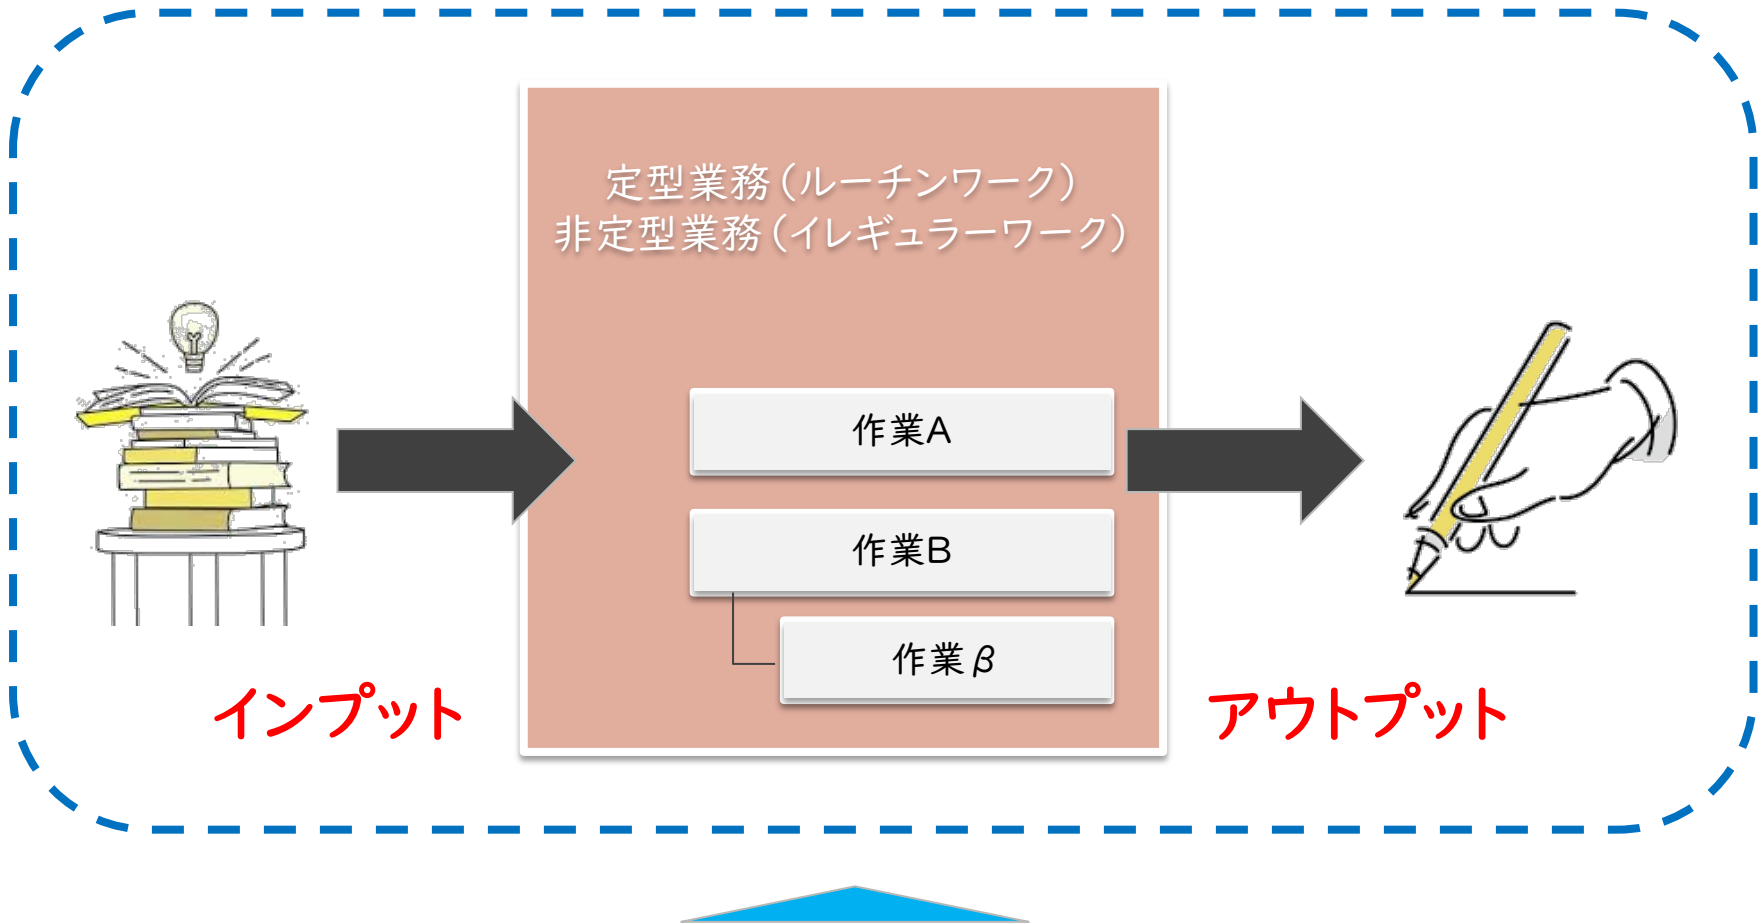 定型業務(ルーチンワーク)
非定型業務(イレギュラーワーク)
作業A
作業B
作業β
インプット
アウトプット